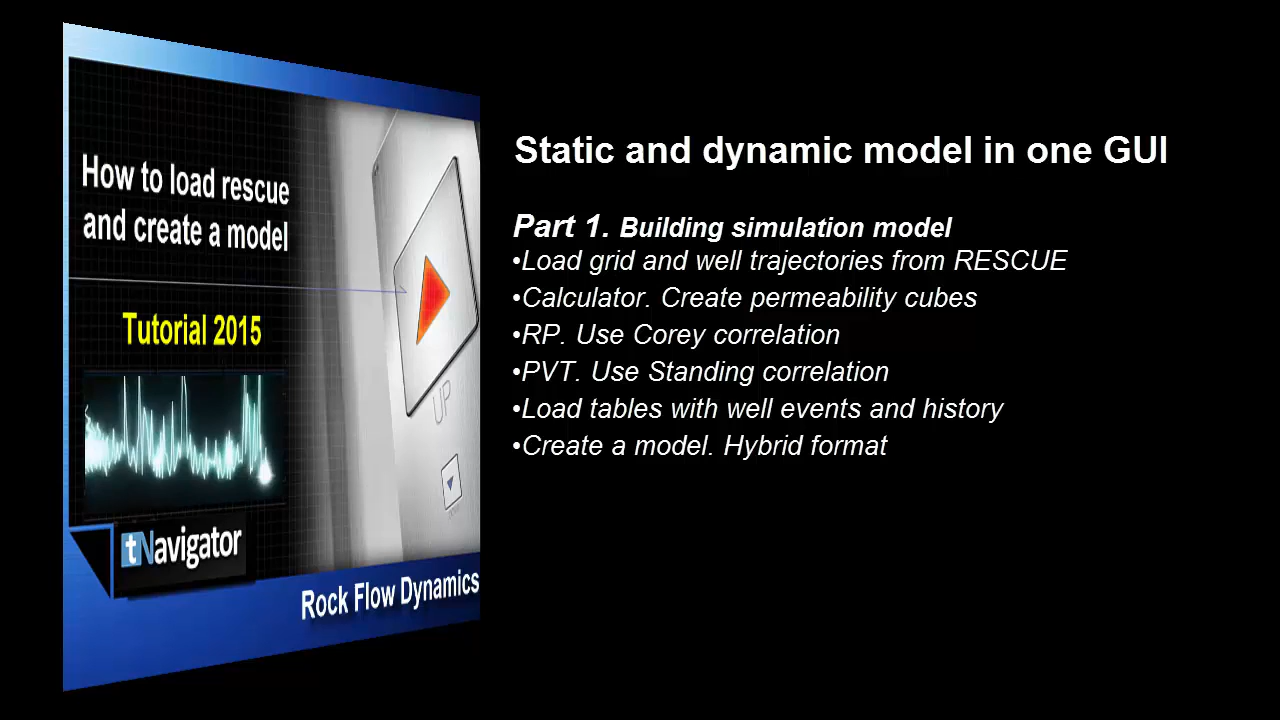 How to load rescue
and create a model
Tutorial 2015
UP
tNavigator
Rock Flow Dynamics
Static and dynamic model in one GUI
Part 1. Building simulation model
•Load grid and well trajectories from RESCUE
•Calculator. Create permeability cubes
•RP. Use Corey correlation
•PVT. Use Standing correlation
•Load tables with well events and history
•Create a model. Hybrid format